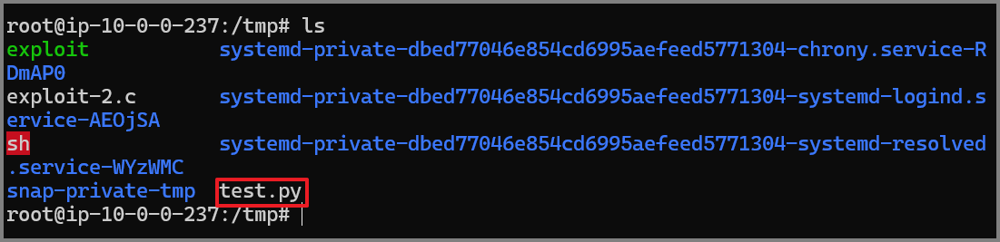 root@ip-10-0-0-237:/tmp# ls
exploit systemd-private-dbed77046e854cd6995aefeed5771304-chrony.service-R
DmAP0
exploit-2.c systemd-private-dbed77046e854cd6995aefeed5771304-systemd-logind.s
ervice-AEOjSA
sh systemd-private-dbed77046e854cd6995aefeed5771304-systemd-resolved
.service-WYzWMC
snap-private-tmp test.py
root@ip-10-0-0-237:/tmp#